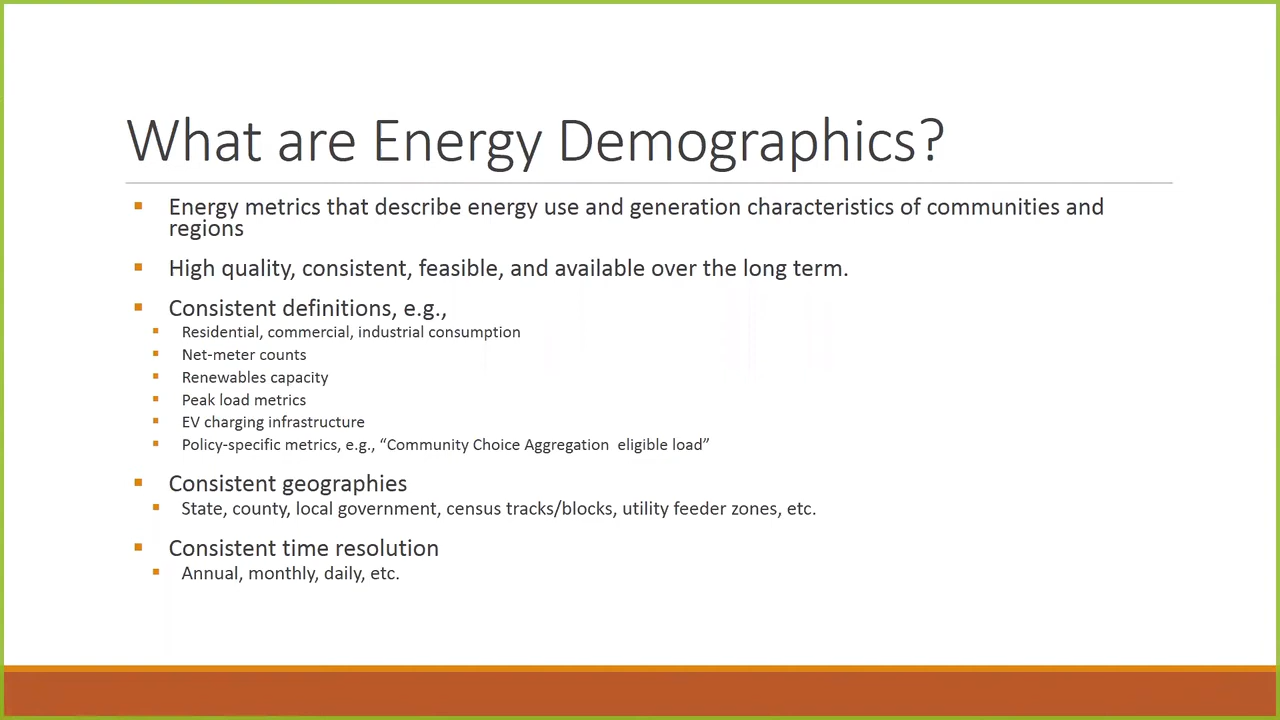 What are Energy Demographics?
Energy metrics that describe energy use and generation characteristics of communities and
regions
High quality, consistent, feasible, and available over the long term.
Consistent definitions, e.g.,
Residential, commercial, industrial consumption
Net-meter counts
Renewables capacity
Peak load metrics
EV charging infrastructure
Policy-specific metrics, e.g., “Community Choice Aggregation  eligible load”
Consistent geographies
State, county, local government, census tracks/blocks, utility feeder zones, etc.
Consistent time resolution
Annual, monthly, daily, etc.